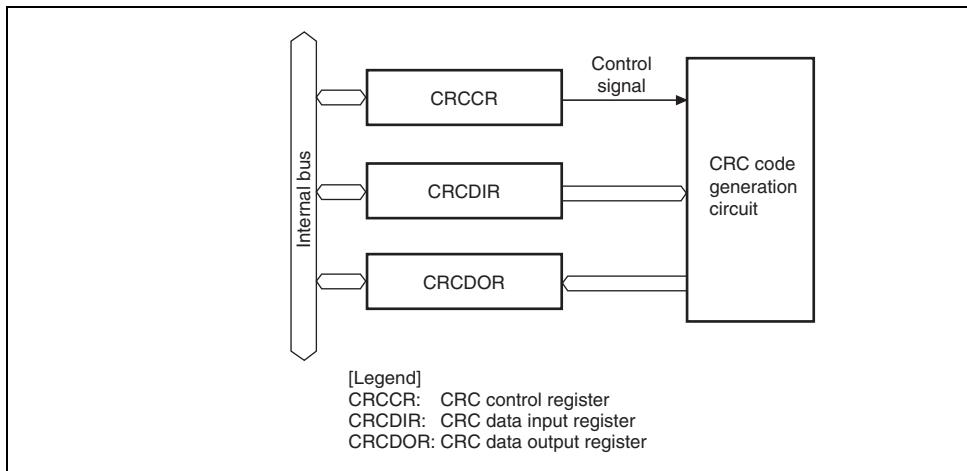 Internal bus
CRCCR
Control
signal
CRCDIR
CRC code
generation
circuit
CRCDOR
[Legend]
CRCCR: CRC control register
CRCDIR: CRC data input register
CRCDOR: CRC data output register